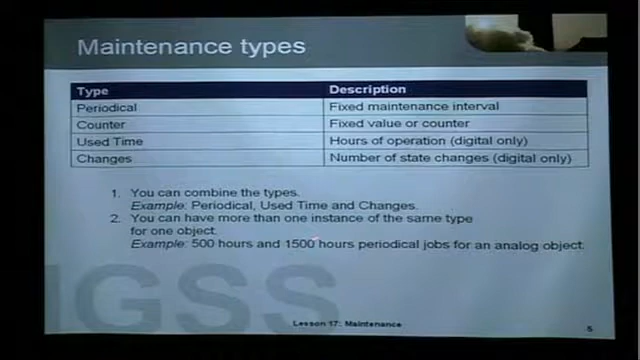 Maintenance types
Type Description
Periodical Fixed maintenance interval
Counter Fixed value or counter
Used Time Hours of operation (digital only)
Changes Number of state changes (digital only)
1. You can combine the types.
Example: Periodical, Used Time and Changes.
2. You can have more than one instance of the same type
for one object.
Example: 500 hours and 1500 hours periodical jobs for an analog object.
IGSS
Lesson 17: Maintenance 5